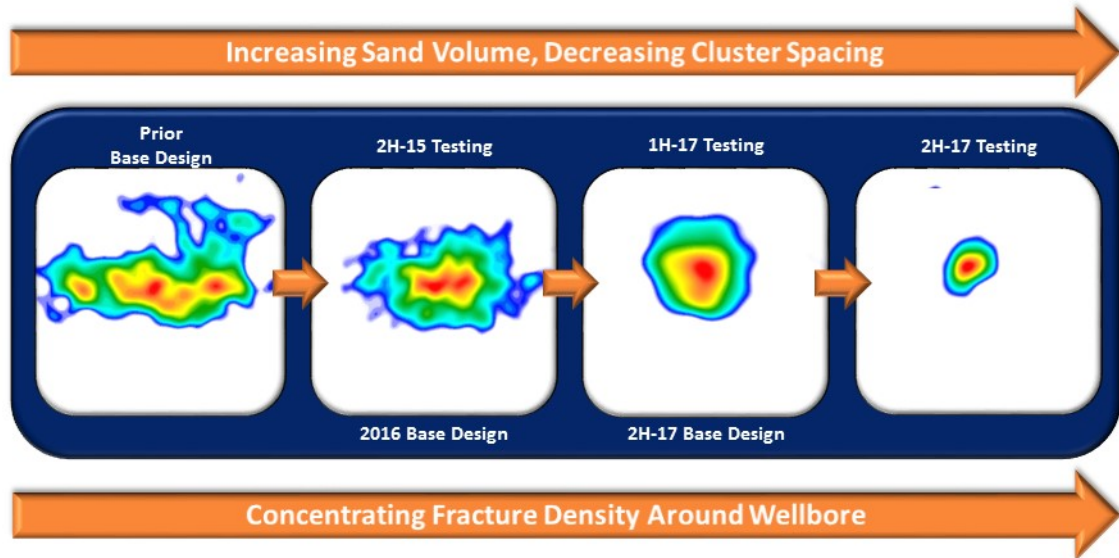 Increasing Sand Volume, Decreasing Cluster Spacing
Prior
Base Design
2H-15 Testing
1H-17 Testing
2H-17 Testing
2016 Base Design
2H-17 Base Design
Concentrating Fracture Density Around Wellbore